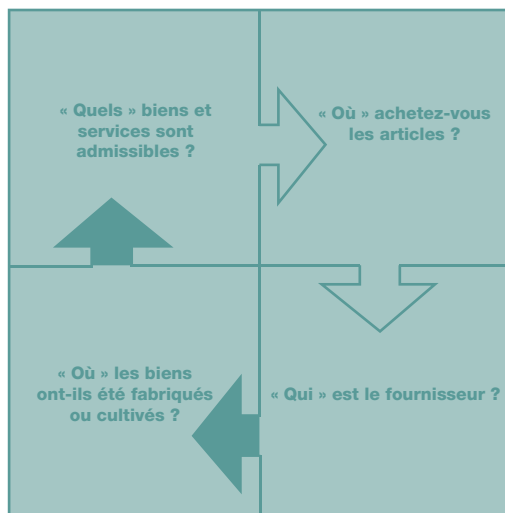 « Quels » biens et
services sont
admissibles ?
« Où » achetez-vous
les articles ?
« Où » les biens
ont-ils été fabriqués
ou cultivés ?
« Qui » est le fournisseur ?